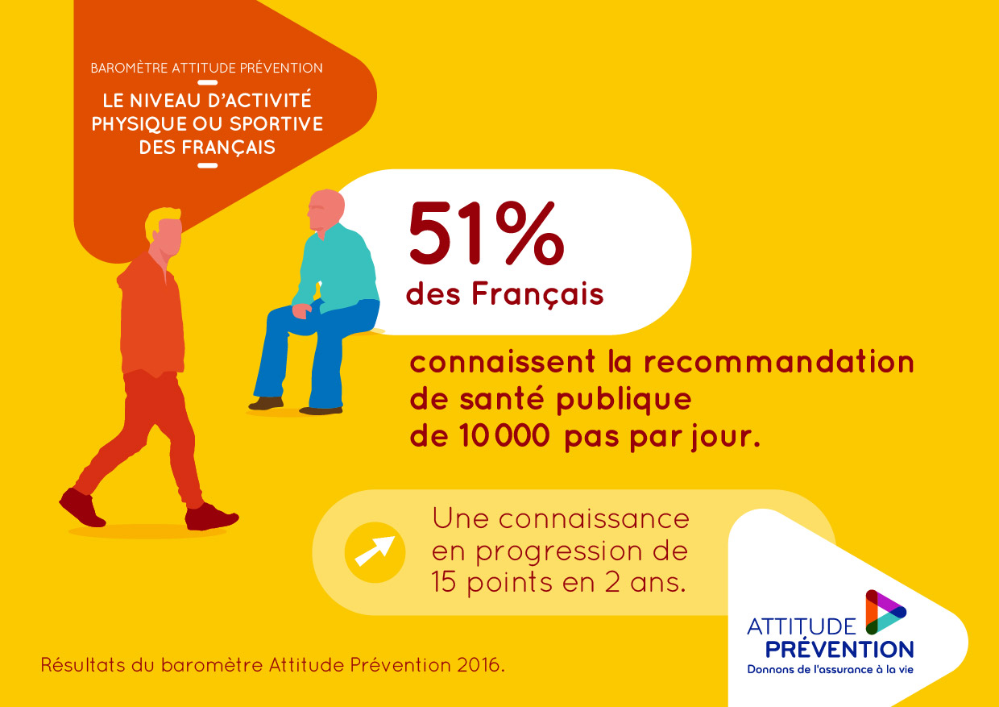 BAROMÈTRE ATTITUDE PRÉVENTION
LE NIVEAU D'ACTIVITÉ
PHYSIQUE OU SPORTIVE
DES FRANÇAIS
51%
des Français
connaissent la recommandation
de santé publique
de 10 000 pas par jour.
Une connaissance
en progression de
15 points en 2 ans.
Résultats du baromètre Attitude Prévention 2016.
ATTITUDE
PRÉVENTION
Donnons de l'assurance à la vie